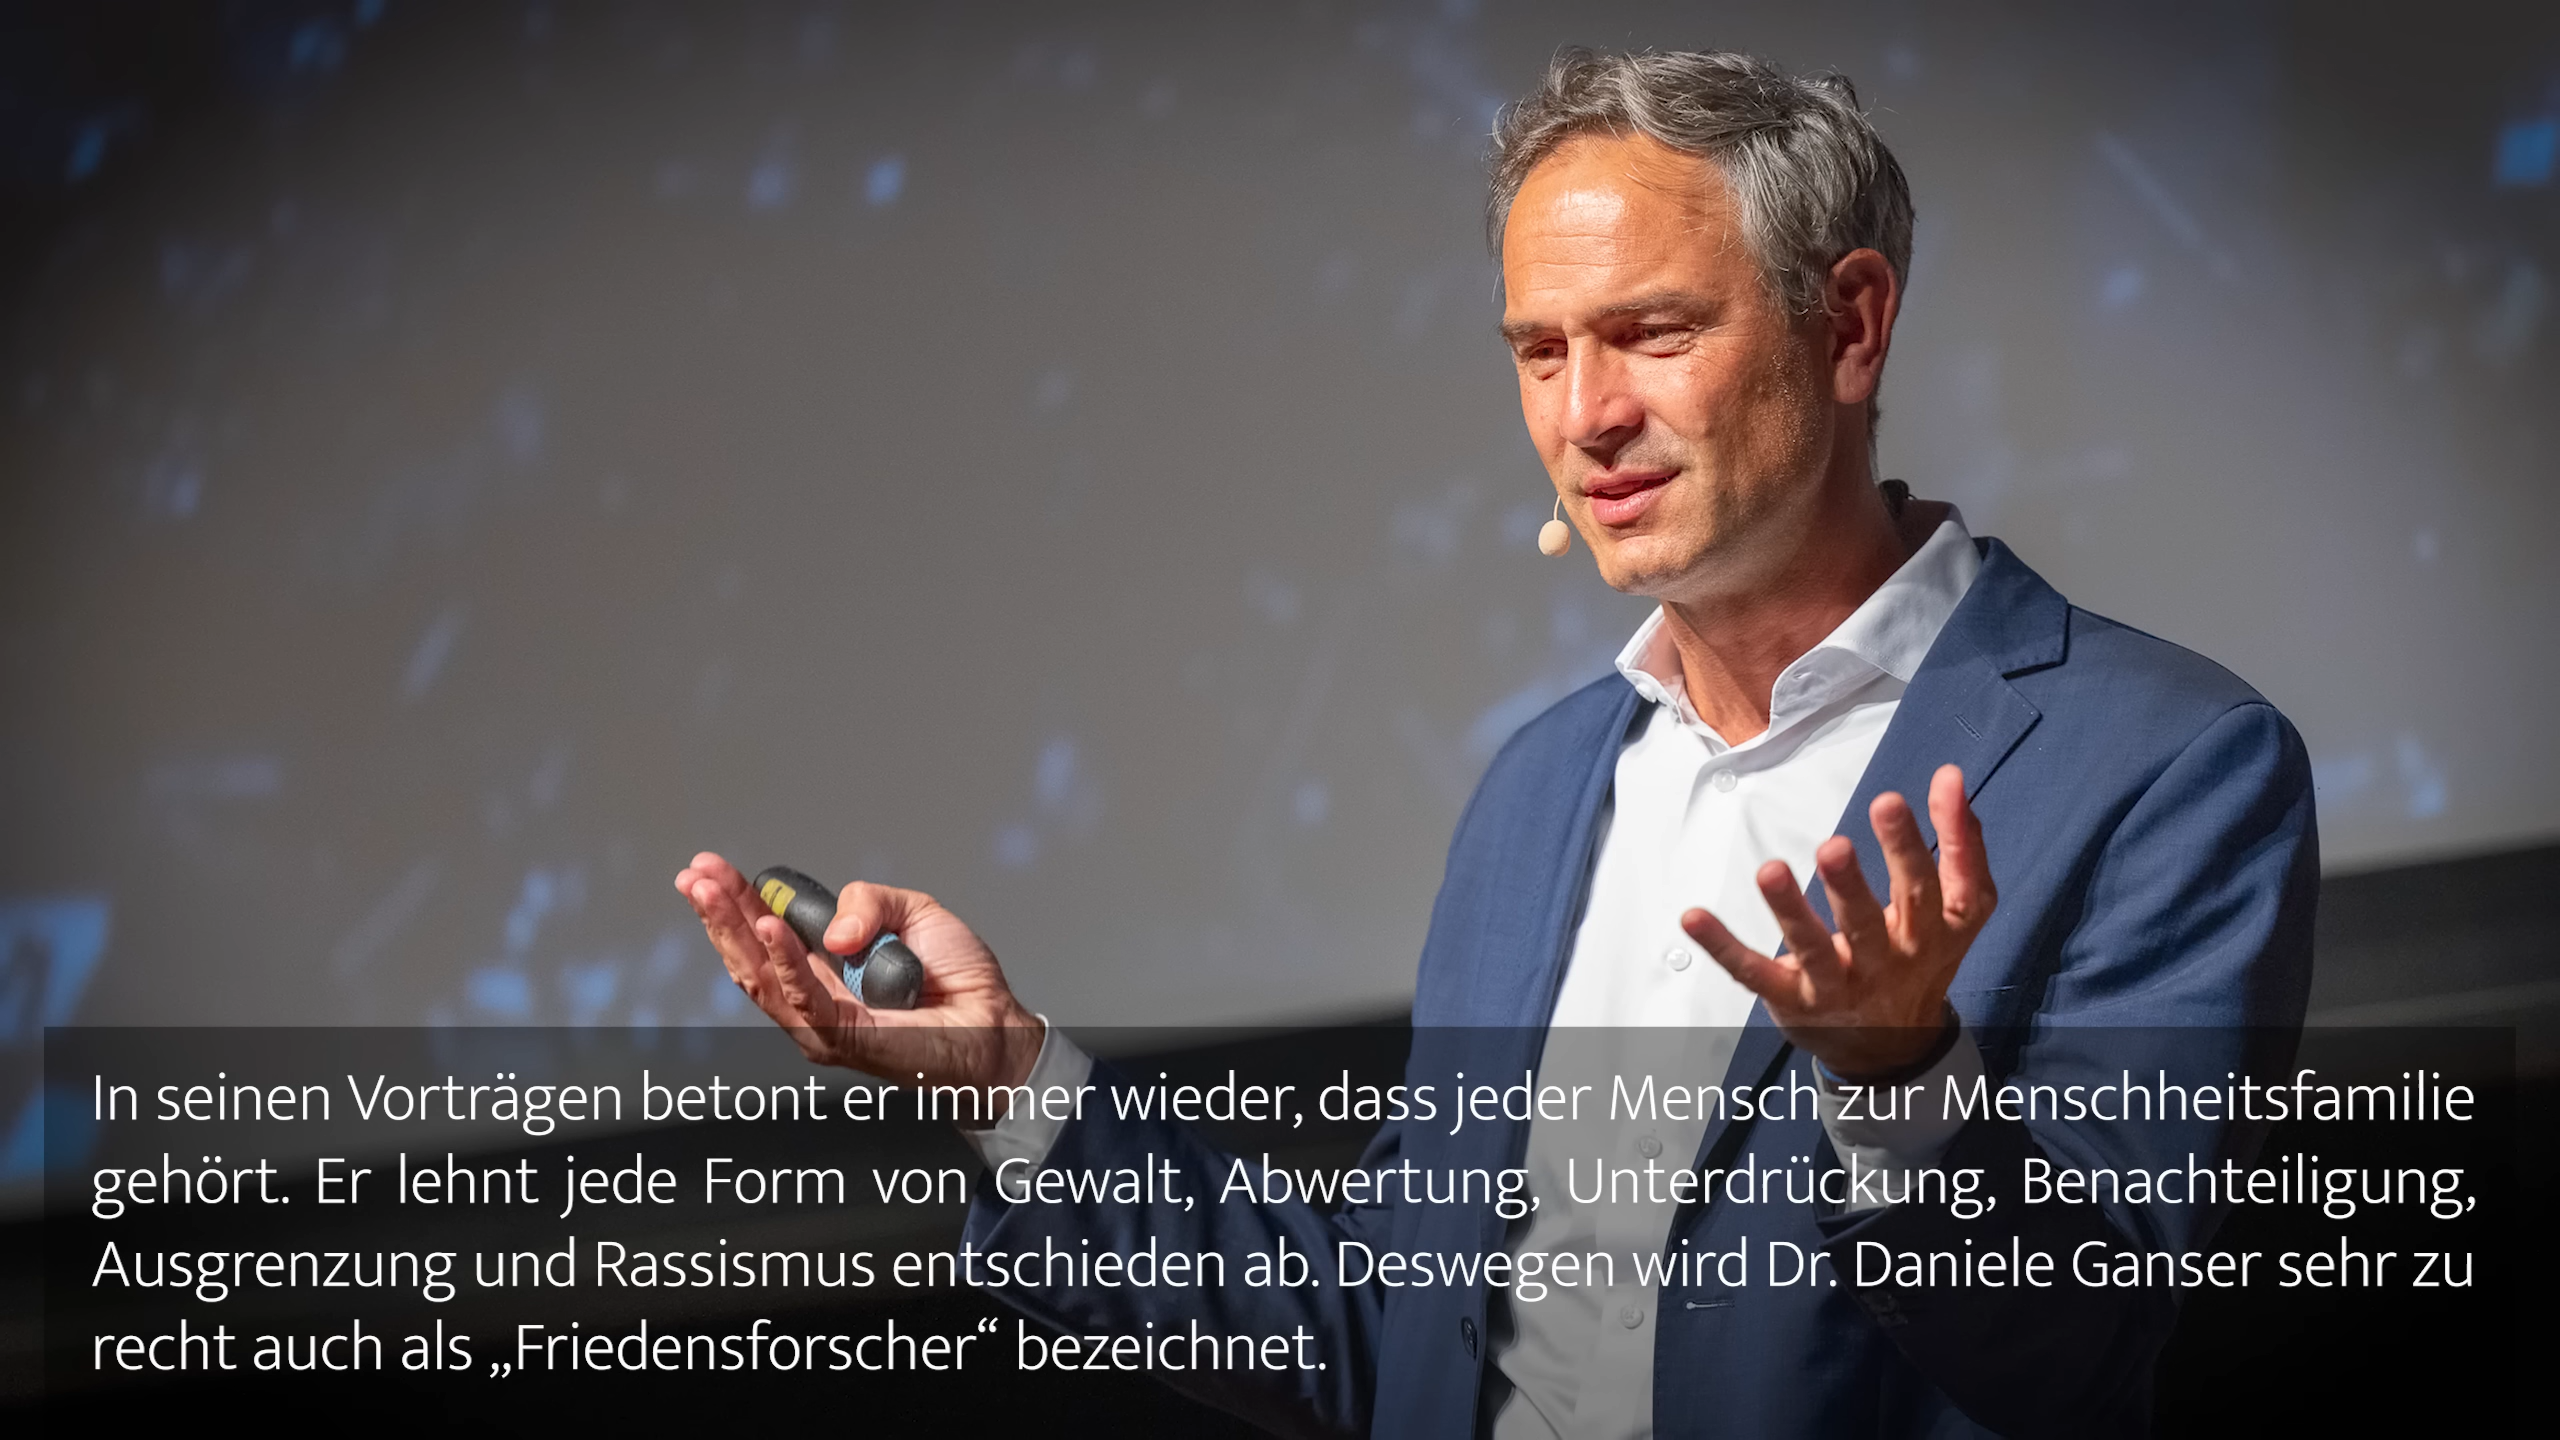 In seinen Vorträgen betont er immer wieder, dass jeder Mensch zur Menschheitsfamilie
gehört. Er lehnt jede Form von Gewalt, Abwertung, Unterdrückung, Benachteiligung,
Ausgrenzung und Rassismus entschieden ab. Deswegen wird Dr. Daniele Ganser sehr zu
recht auch als „Friedensforscher“ bezeichnet.